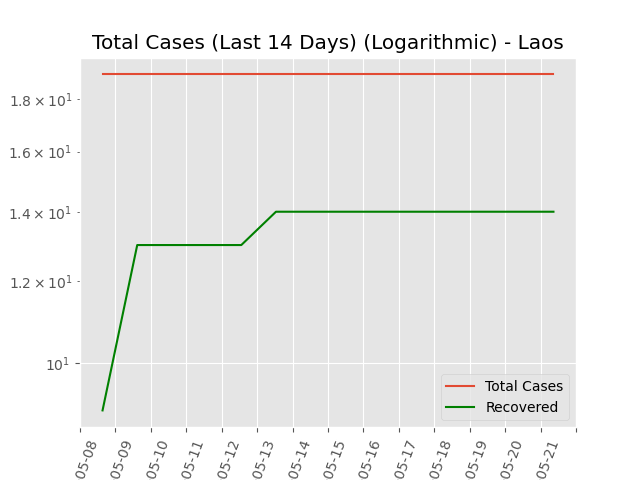 Total Cases (Last 14 Days) (Logarithmic) - Laos
1.8 × 10¹
1.6 × 10¹
1.4 × 10¹
1.2 × 10¹
10¹
Total Cases
Recovered
05-08
05-09
05-10
05-11
05-12
05-13
05-14
05-15
05-16
05-17
05-18
05-19
05-20
05-21